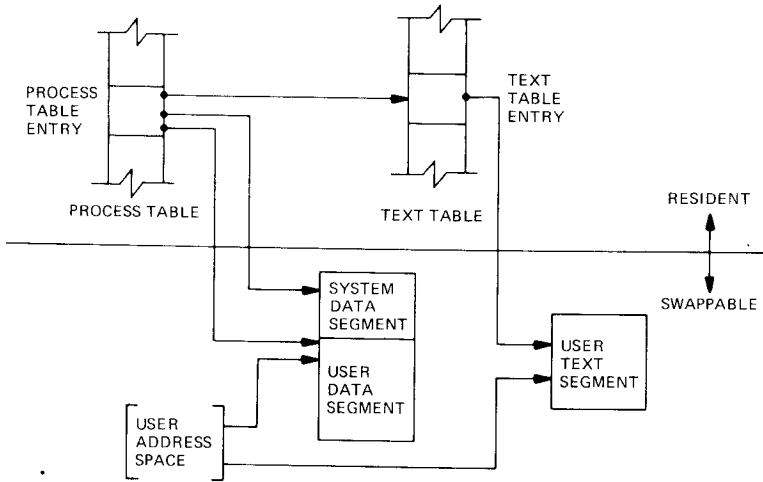 PROCESS
TABLE
ENTRY
TEXT
TABLE
ENTRY
PROCESS TABLE
TEXT TABLE
RESIDENT
SWAPPABLE
SYSTEM
DATA
SEGMENT
USER
DATA
SEGMENT
USER
TEXT
SEGMENT
USER
ADDRESS
SPACE